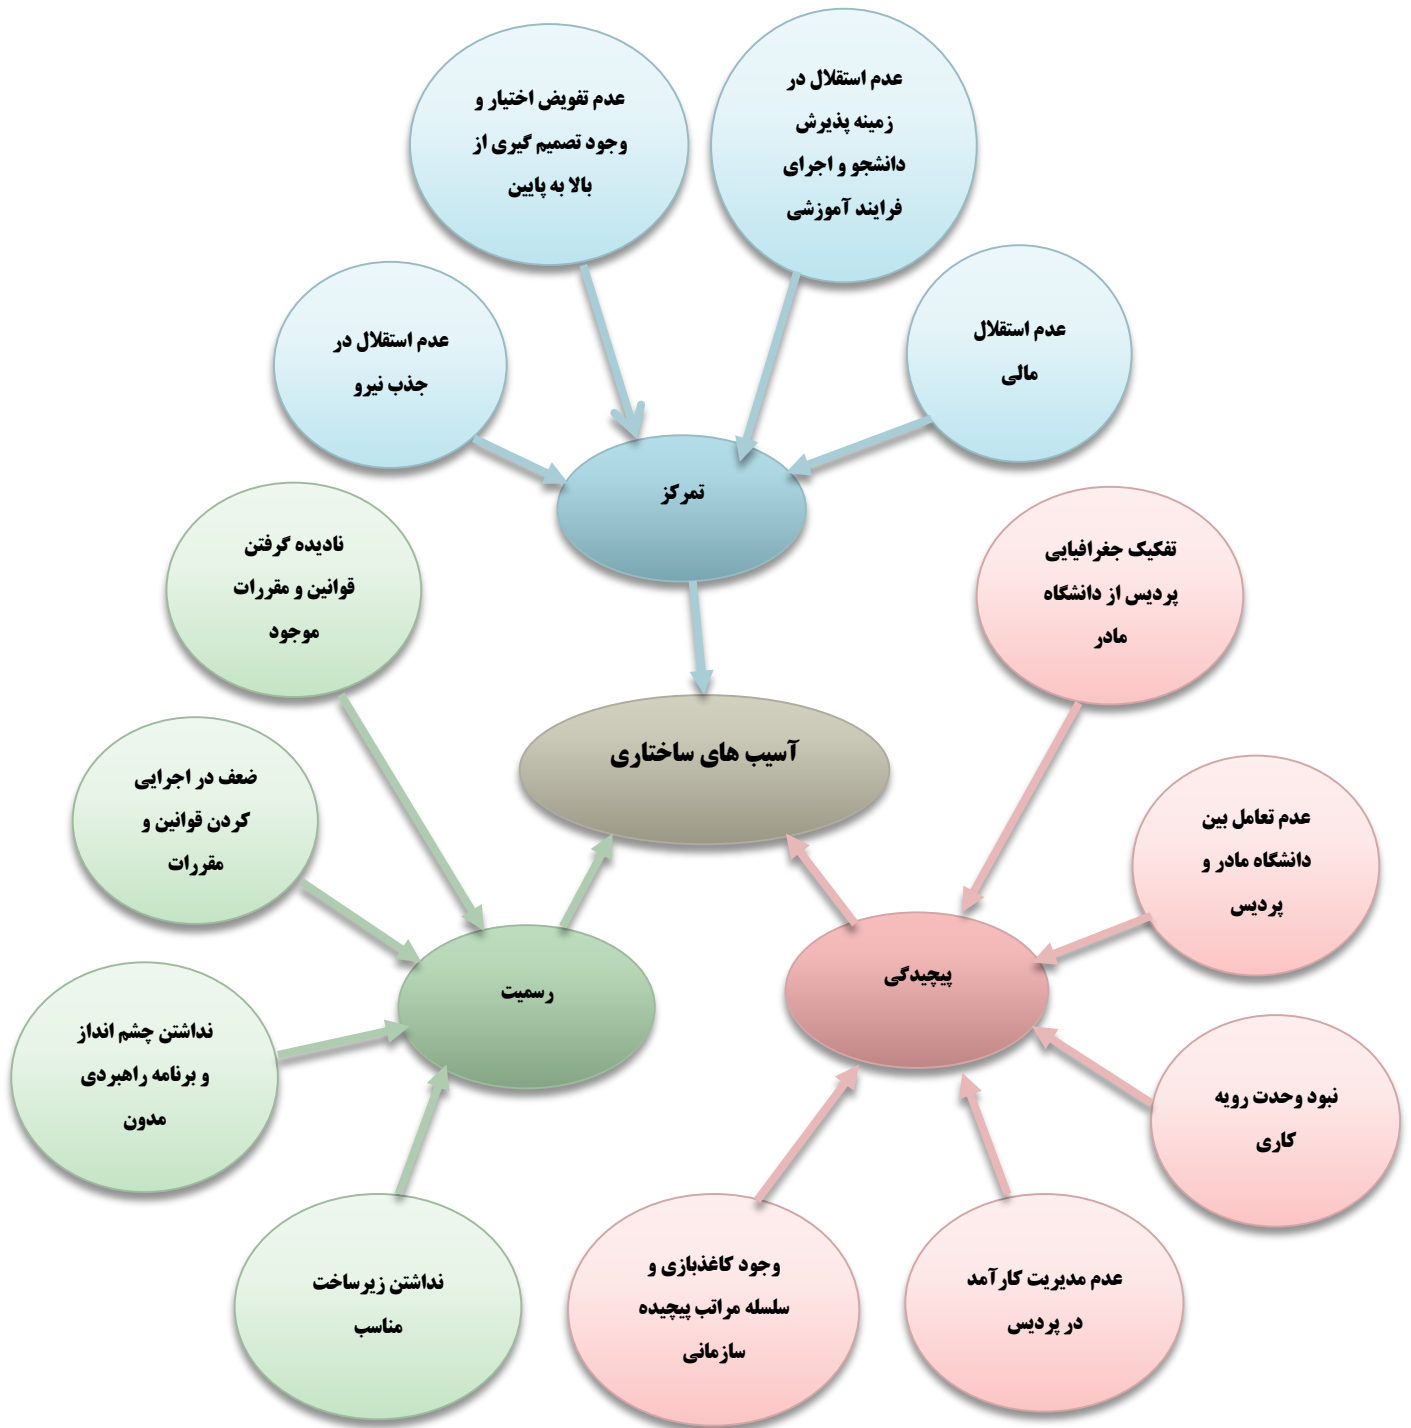 عدم استقلال در
زمینه پذیرش
دانشجو و اجرای
فرایند آموزشی
عدم تفویض اختیار و
وجود تصمیم گیری از
بالا به پایین
عدم استقلال
مالی
عدم استقلال در
جذب نیرو
تمرکز
تفکیک جغرافیایی
پردیس از دانشگاه
مادر
نادیده گرفتن
قوانین و مقررات
موجود
آسیب های ساختاری
عدم تعامل بین
دانشگاه مادر و
پردیس
ضعف در اجرایی
کردن قوانین و
مقررات
پیچیدگی
رسمیت
نبود وحدت رویه
کاری
نداشتن چشم انداز
و برنامه راهبردی
مدون
عدم مدیریت کارآمد
در پردیس
وجود کاغذبازی و
سلسله مراتب پیچیده
سازمانی
نداشتن زیرساخت
مناسب